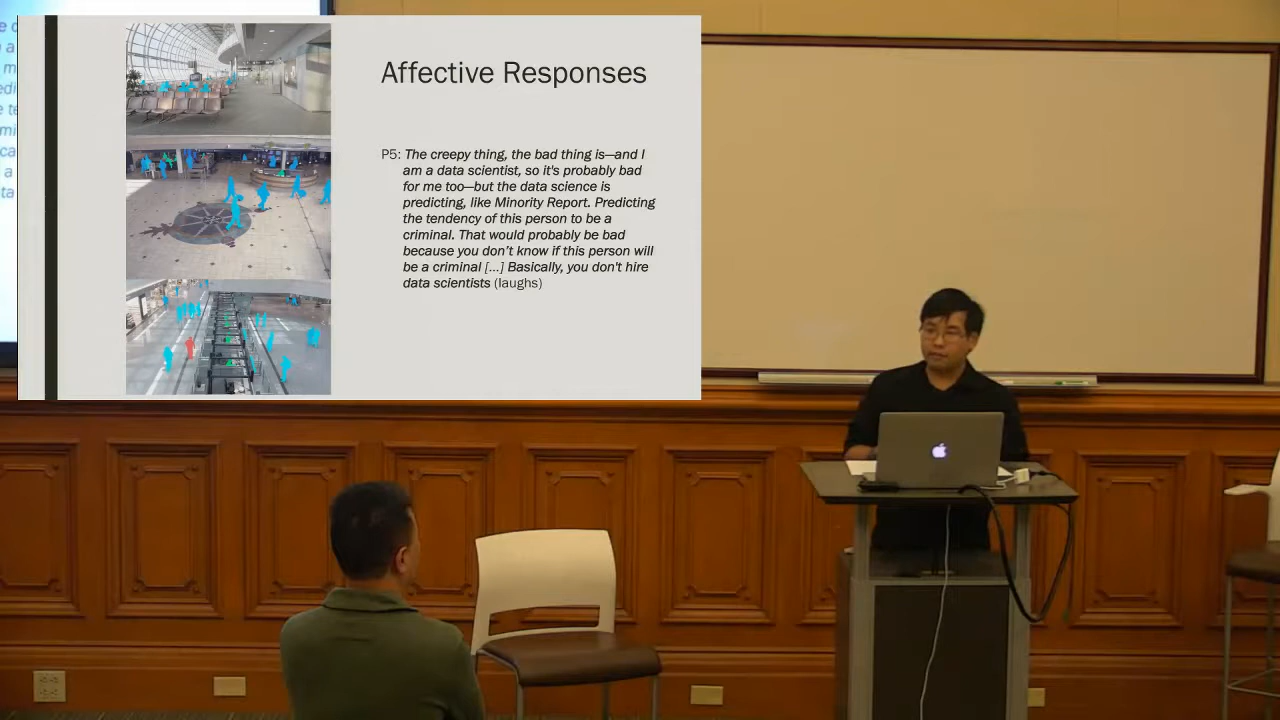 Affective Responses
P5: The creepy thing, the bad thing is—and I
am a data scientist, so it's probably bad
for me too—but the data science is
predicting, like Minority Report. Predicting
the tendency of this person to be a
criminal. That would probably be bad
because you don't know if this person will
be a criminal [...] Basically, you don't hire
data scientists (laughs)